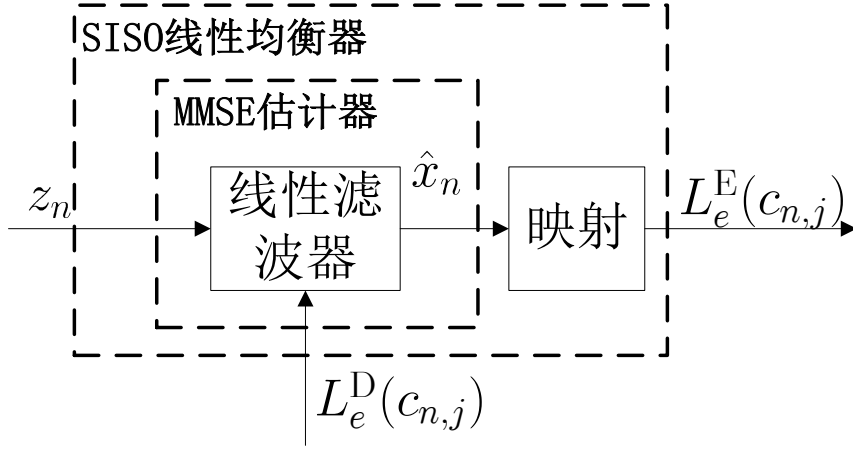 SISO线性均衡器
MMSE估计器
z_n
线性滤
波器
x̂_n
映射
L_e^E(c_{n,j})
L_e^D(c_{n,j})